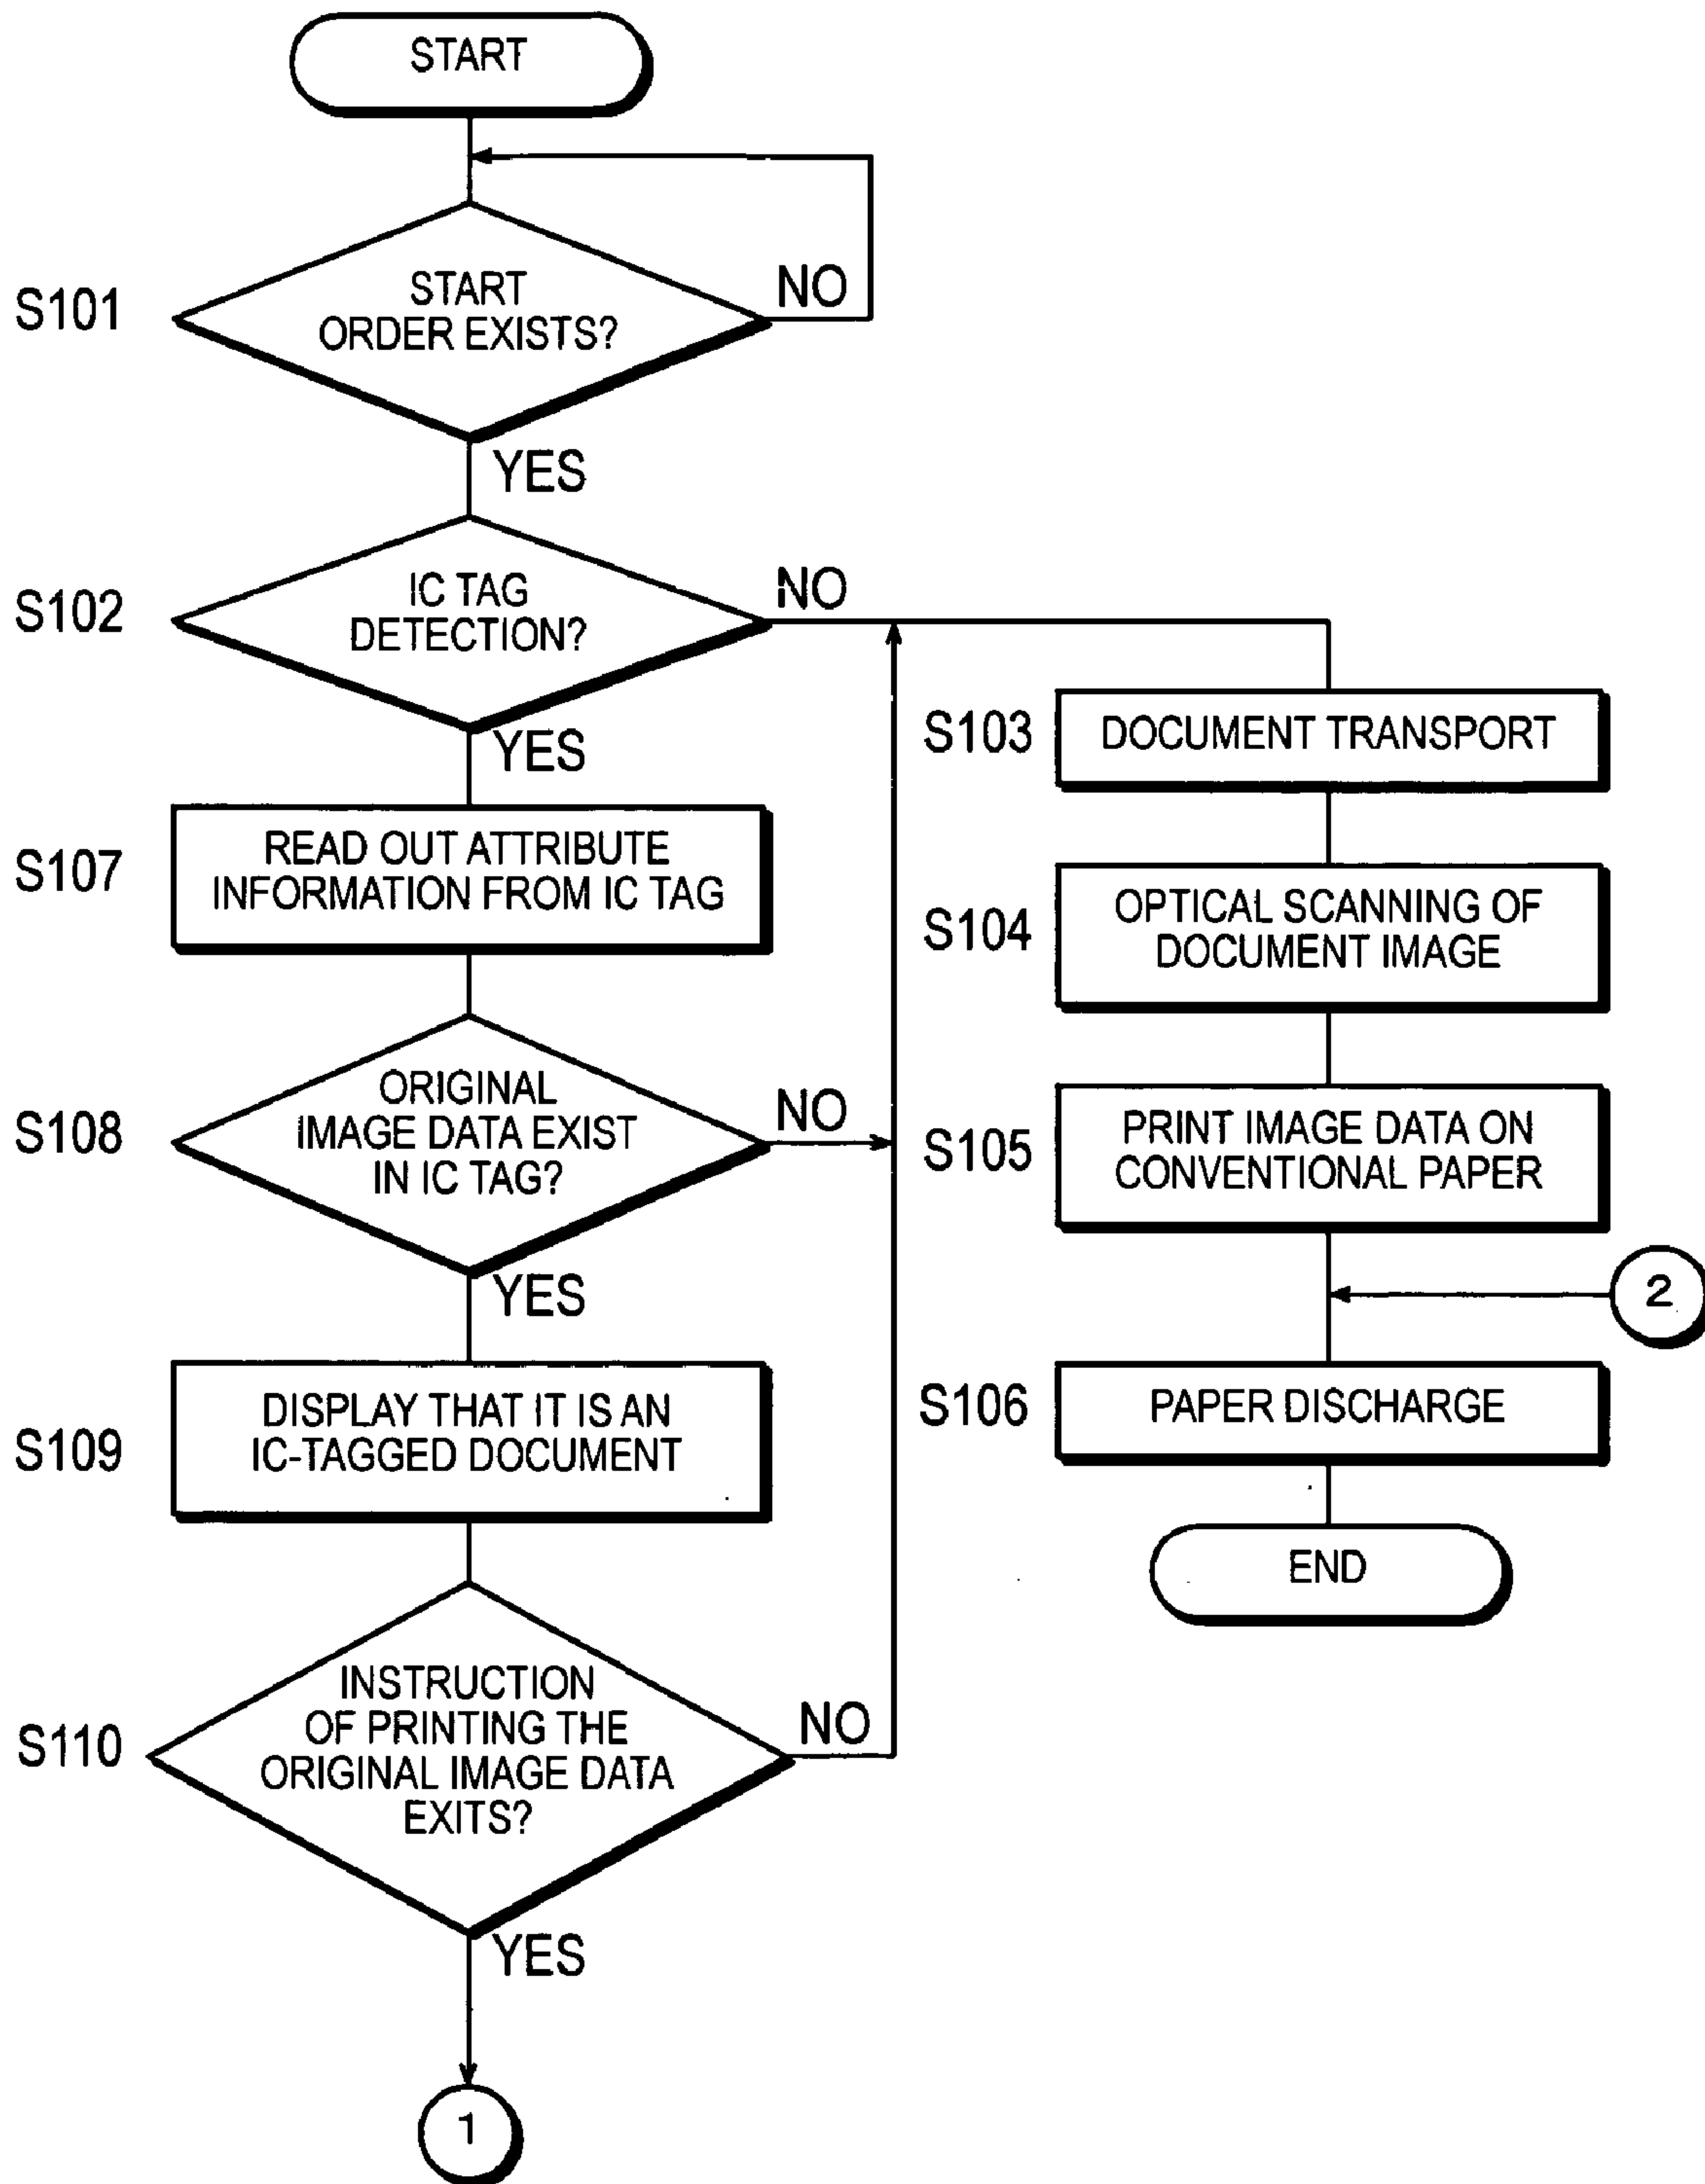 START
S101
START
ORDER EXISTS?
NO
YES
S102
IC TAG
DETECTION?
NO
YES
S107
READ OUT ATTRIBUTE
INFORMATION FROM IC TAG
S108
ORIGINAL
IMAGE DATA EXIST
IN IC TAG?
NO
YES
S109
DISPLAY THAT IT IS AN
IC-TAGGED DOCUMENT
S110
INSTRUCTION
OF PRINTING THE
ORIGINAL IMAGE DATA
EXITS?
NO
YES
1
S103
DOCUMENT TRANSPORT
S104
OPTICAL SCANNING OF
DOCUMENT IMAGE
S105
PRINT IMAGE DATA ON
CONVENTIONAL PAPER
2
S106
PAPER DISCHARGE
END